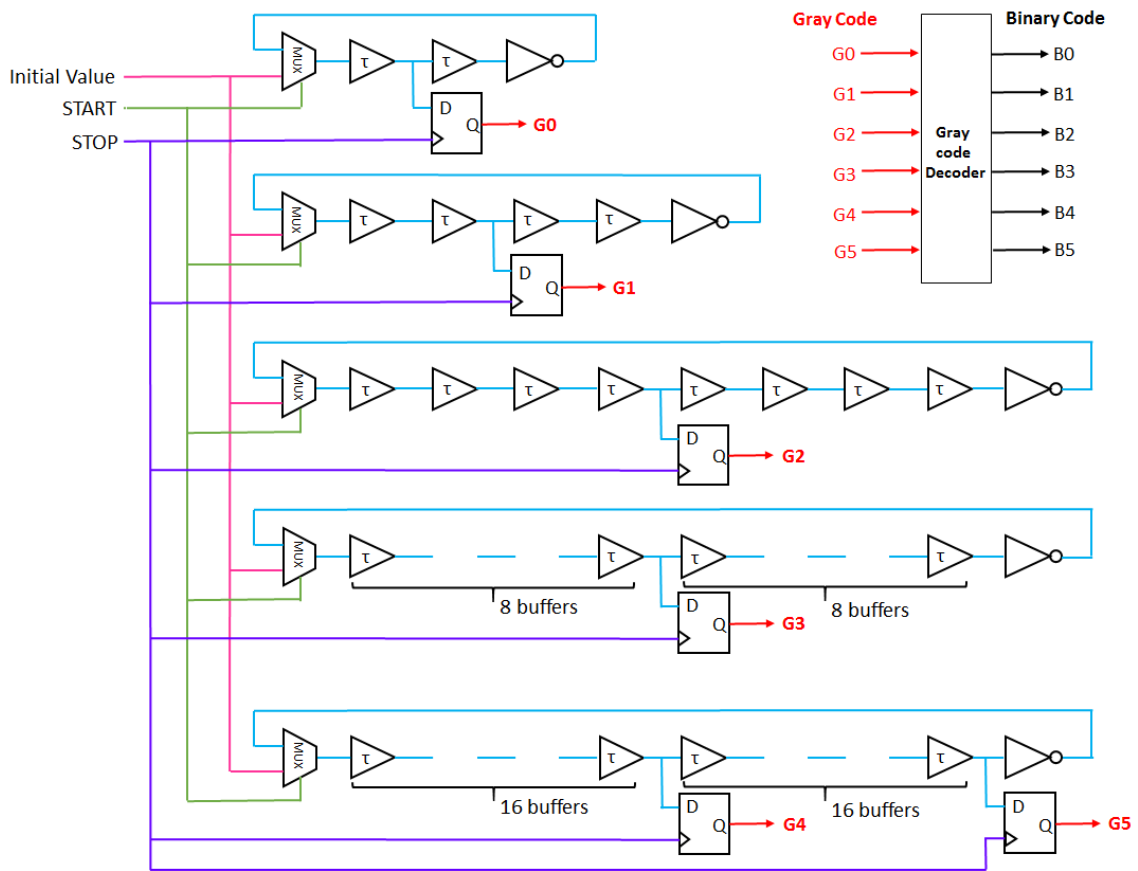 Initial Value
START
STOP
MUX
τ
τ
D
Q
G0
MUX
τ
τ
τ
τ
D
Q
G1
MUX
τ
τ
τ
τ
τ
τ
τ
τ
D
Q
G2
MUX
τ
τ
τ
τ
8 buffers
8 buffers
D
Q
G3
MUX
τ
τ
τ
τ
16 buffers
16 buffers
D
Q
G4
D
Q
G5
Gray Code
Binary Code
G0
G1
G2
G3
G4
G5
Gray
code
Decoder
B0
B1
B2
B3
B4
B5